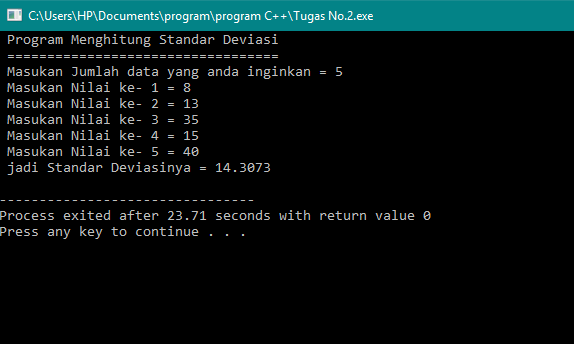 C:\Users\HP\Documents\program\program C++\Tugas No.2.exe
Program Menghitung Standar Deviasi
==================================
Masukan Jumlah data yang anda inginkan = 5
Masukan Nilai ke- 1 = 8
Masukan Nilai ke- 2 = 13
Masukan Nilai ke- 3 = 35
Masukan Nilai ke- 4 = 15
Masukan Nilai ke- 5 = 40
jadi Standar Deviasinya = 14.3073
--------------------------------
Process exited after 23.71 seconds with return value 0
Press any key to continue . . .